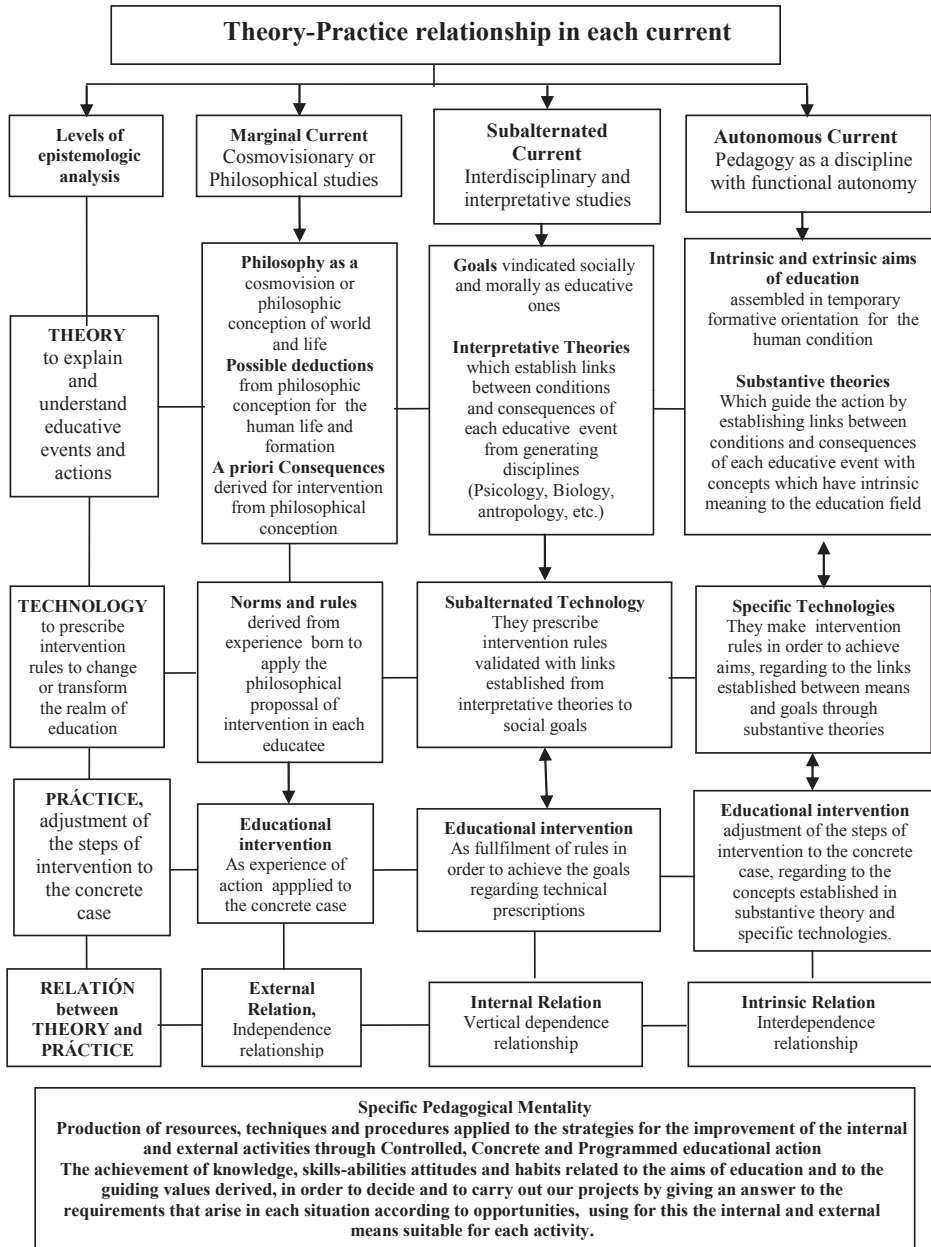 Theory-Practice relationship in each current
Levels of
epistemologic
analysis
Marginal Current
Cosmovisionary or
Philosophical studies
Subalternated
Current
Interdisciplinary and
interpretative studies
Autonomous Current
Pedagogy as a discipline
with functional autonomy
THEORY
to explain
and
understand
educative
events and
actions
Philosophy as a
cosmovision or
philosophic
conception of world
and life
Possible deductions
from philosophic
conception for the
human life and
formation
A priori Consequences
derived for intervention
from philosophical
conception
Goals vindicated socially
and morally as educative
ones
Interpretative Theories
which establish links
between conditions
and consequences of
each educative event
from generating
disciplines
(Psicology, Biology,
antropology, etc.)
Intrinsic and extrinsic aims
of education
assembled in temporary
formative orientation for the
human condition
Substantive theories
Which guide the action by
establishing links between
conditions and consequences
of each educative event with
concepts which have intrinsic
meaning to the education field
TECHNOLOGY
to prescribe
intervention
rules to change
or transform
the realm of
education
Norms and rules
derived from
experience born to
apply the
philosophical
propossal of
intervention in each
educatee
Subalternated Technology
They prescribe
intervention rules
validated with links
established from
interpretative theories to
social goals
Specific Technologies
They make intervention
rules in order to achieve
aims, regarding to the links
established between means
and goals through
substantive theories
PRÁCTICE,
adjustment of
the steps of
intervention to
the concrete
case
Educational
intervention
As experience of
action appplied to
the concrete case
Educational intervention
As fullfilment of rules in
order to achieve the goals
regarding technical
prescriptions
Educational intervention
adjustment of the steps of
intervention to the concrete
case, regarding to the
concepts established in
substantive theory and
specific technologies.
RELATIÓN
between
THEORY and
PRÁCTICE
External
Relation,
Independence
relationship
Internal Relation
Vertical dependence
relationship
Intrinsic Relation
Interdependence
relationship
Specific Pedagogical Mentality
Production of resources, techniques and procedures applied to the strategies for the improvement of the internal
and external activities through Controlled, Concrete and Programmed educational action
The achievement of knowledge, skills-abilities attitudes and habits related to the aims of education and to the
guiding values derived, in order to decide and to carry out our projects by giving an answer to the
requirements that arise in each situation according to opportunities, using for this the internal and external
means suitable for each activity.